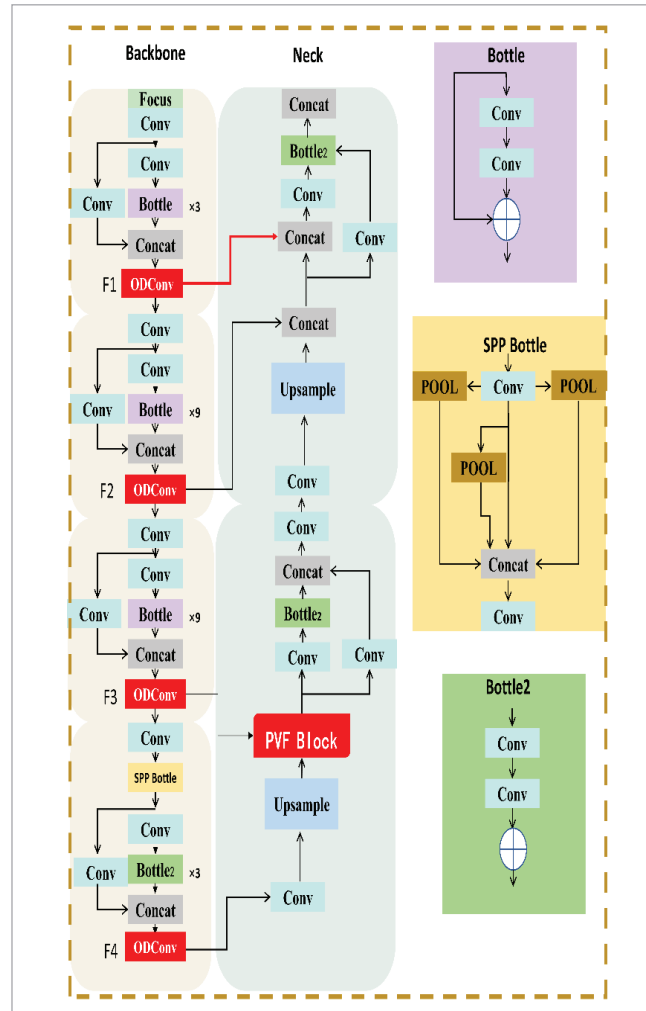 Backbone
Focus
Conv
Conv
Conv
Bottle
×3
Concat
F1
ODConv
Conv
Conv
Conv
Bottle
×9
Concat
F2
ODConv
Conv
Conv
Conv
Bottle
×9
Concat
F3
ODConv
Conv
SPP Bottle
Conv
Conv
Bottle2
×3
Concat
F4
ODConv
Neck
Concat
Bottle2
Conv
Concat
Conv
Concat
Upsample
Conv
Conv
Concat
Bottle2
Conv
Conv
PVF Block
Upsample
Conv
Bottle
Conv
Conv
SPP Bottle
POOL
Conv
POOL
POOL
Concat
Conv
Bottle2
Conv
Conv